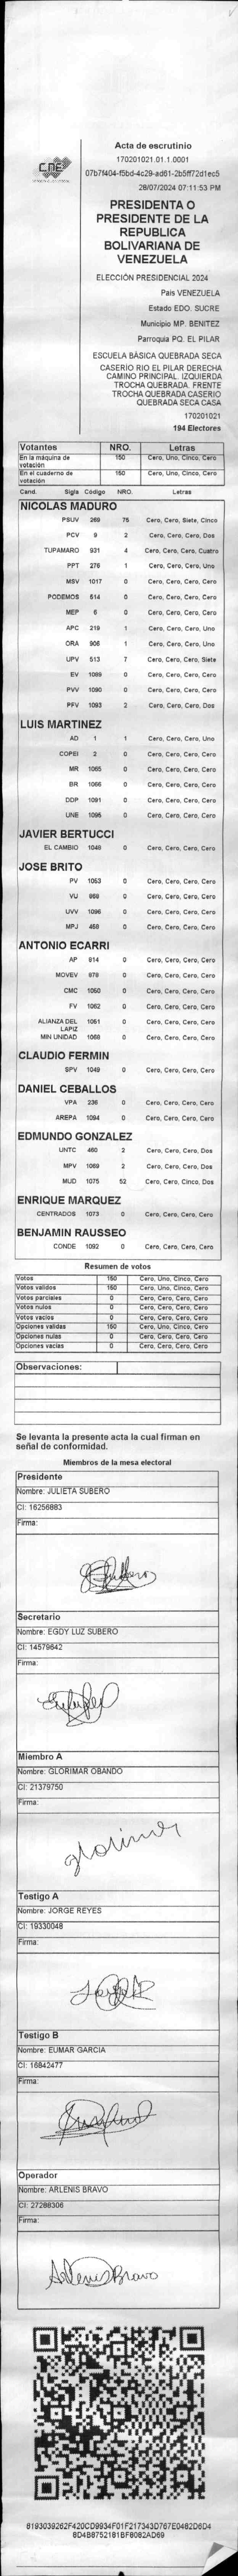 CNE
Acta de escrutinio
170201021.01.1.0001
07b7f404-f5bd-4c29-ad61-2b5ff72d1ec5
28/07/2024 07:11:53 PM
PRESIDENTA O
PRESIDENTE DE LA
REPUBLICA
BOLIVARIANA DE
VENEZUELA
ELECCIÓN PRESIDENCIAL 2024
País VENEZUELA
Estado EDO. SUCRE
Municipio MP. BENITEZ
Parroquia PQ. EL PILAR
ESCUELA BÁSICA QUEBRADA SECA
CASERIO RIO EL PILAR DERECHA
CAMINO PRINCIPAL. IZQUIERDA
TROCHA QUEBRADA. FRENTE
TROCHA QUEBRADA CASERIO
QUEBRADA SECA CASA
170201021
194 Electores
Votantes NRO. Letras
En la máquina de votación 150 Cero, Uno, Cinco, Cero
En el cuaderno de votación 150 Cero, Uno, Cinco, Cero
Cand. Sigla Código NRO. Letras
NICOLAS MADURO
PSUV 269 75 Cero, Cero, Siete, Cinco
PCV 9 2 Cero, Cero, Cero, Dos
TUPAMARO 931 4 Cero, Cero, Cero, Cuatro
PPT 276 1 Cero, Cero, Cero, Uno
MSV 1017 0 Cero, Cero, Cero, Cero
PODEMOS 514 0 Cero, Cero, Cero, Cero
MEP 6 0 Cero, Cero, Cero, Cero
APC 219 1 Cero, Cero, Cero, Uno
ORA 906 1 Cero, Cero, Cero, Uno
UPV 513 7 Cero, Cero, Cero, Siete
EV 1089 0 Cero, Cero, Cero, Cero
PVV 1090 0 Cero, Cero, Cero, Cero
PFV 1093 2 Cero, Cero, Cero, Dos
LUIS MARTINEZ
AD 1 1 Cero, Cero, Cero, Uno
COPEI 2 0 Cero, Cero, Cero, Cero
MR 1065 0 Cero, Cero, Cero, Cero
BR 1066 0 Cero, Cero, Cero, Cero
DDP 1091 0 Cero, Cero, Cero, Cero
UNE 1095 0 Cero, Cero, Cero, Cero
JAVIER BERTUCCI
EL CAMBIO 1048 0 Cero, Cero, Cero, Cero
JOSE BRITO
PV 1053 0 Cero, Cero, Cero, Cero
VU 868 0 Cero, Cero, Cero, Cero
UVV 1096 0 Cero, Cero, Cero, Cero
MPJ 458 0 Cero, Cero, Cero, Cero
ANTONIO ECARRI
AP 814 0 Cero, Cero, Cero, Cero
MOVEV 978 0 Cero, Cero, Cero, Cero
CMC 1050 0 Cero, Cero, Cero, Cero
FV 1062 0 Cero, Cero, Cero, Cero
ALIANZA DEL LAPIZ 1051 0 Cero, Cero, Cero, Cero
MIN UNIDAD 1068 0 Cero, Cero, Cero, Cero
CLAUDIO FERMIN
SPV 1049 0 Cero, Cero, Cero, Cero
DANIEL CEBALLOS
VPA 236 0 Cero, Cero, Cero, Cero
AREPA 1094 0 Cero, Cero, Cero, Cero
EDMUNDO GONZALEZ
UNTC 460 2 Cero, Cero, Cero, Dos
MPV 1069 2 Cero, Cero, Cero, Dos
MUD 1075 52 Cero, Cero, Cinco, Dos
ENRIQUE MARQUEZ
CENTRADOS 1073 0 Cero, Cero, Cero, Cero
BENJAMIN RAUSSEO
CONDE 1092 0 Cero, Cero, Cero, Cero
Resumen de votos
Votos 150 Cero, Uno, Cinco, Cero
Votos validos 150 Cero, Uno, Cinco, Cero
Votos parciales 0 Cero, Cero, Cero, Cero
Votos nulos 0 Cero, Cero, Cero, Cero
Votos vacios 0 Cero, Cero, Cero, Cero
Opciones validas 150 Cero, Uno, Cinco, Cero
Opciones nulas 0 Cero, Cero, Cero, Cero
Opciones vacias 0 Cero, Cero, Cero, Cero
Observaciones:
Se levanta la presente acta la cual firman en
señal de conformidad.
Miembros de la mesa electoral
Presidente
Nombre: JULIETA SUBERO
CI: 16256883
Firma:
Secretario
Nombre: EGDY LUZ SUBERO
CI: 14579642
Firma:
Miembro A
Nombre: GLORIMAR OBANDO
CI: 21379750
Firma:
Testigo A
Nombre: JORGE REYES
CI: 19330048
Firma:
Testigo B
Nombre: EUMAR GARCIA
CI: 16842477
Firma:
Operador
Nombre: ARLENIS BRAVO
CI: 27288306
Firma:
Arlenis Bravo
8193039262F420CD9934F01F217343D767E0482D6D4
8D4B8752181BF8082AD69